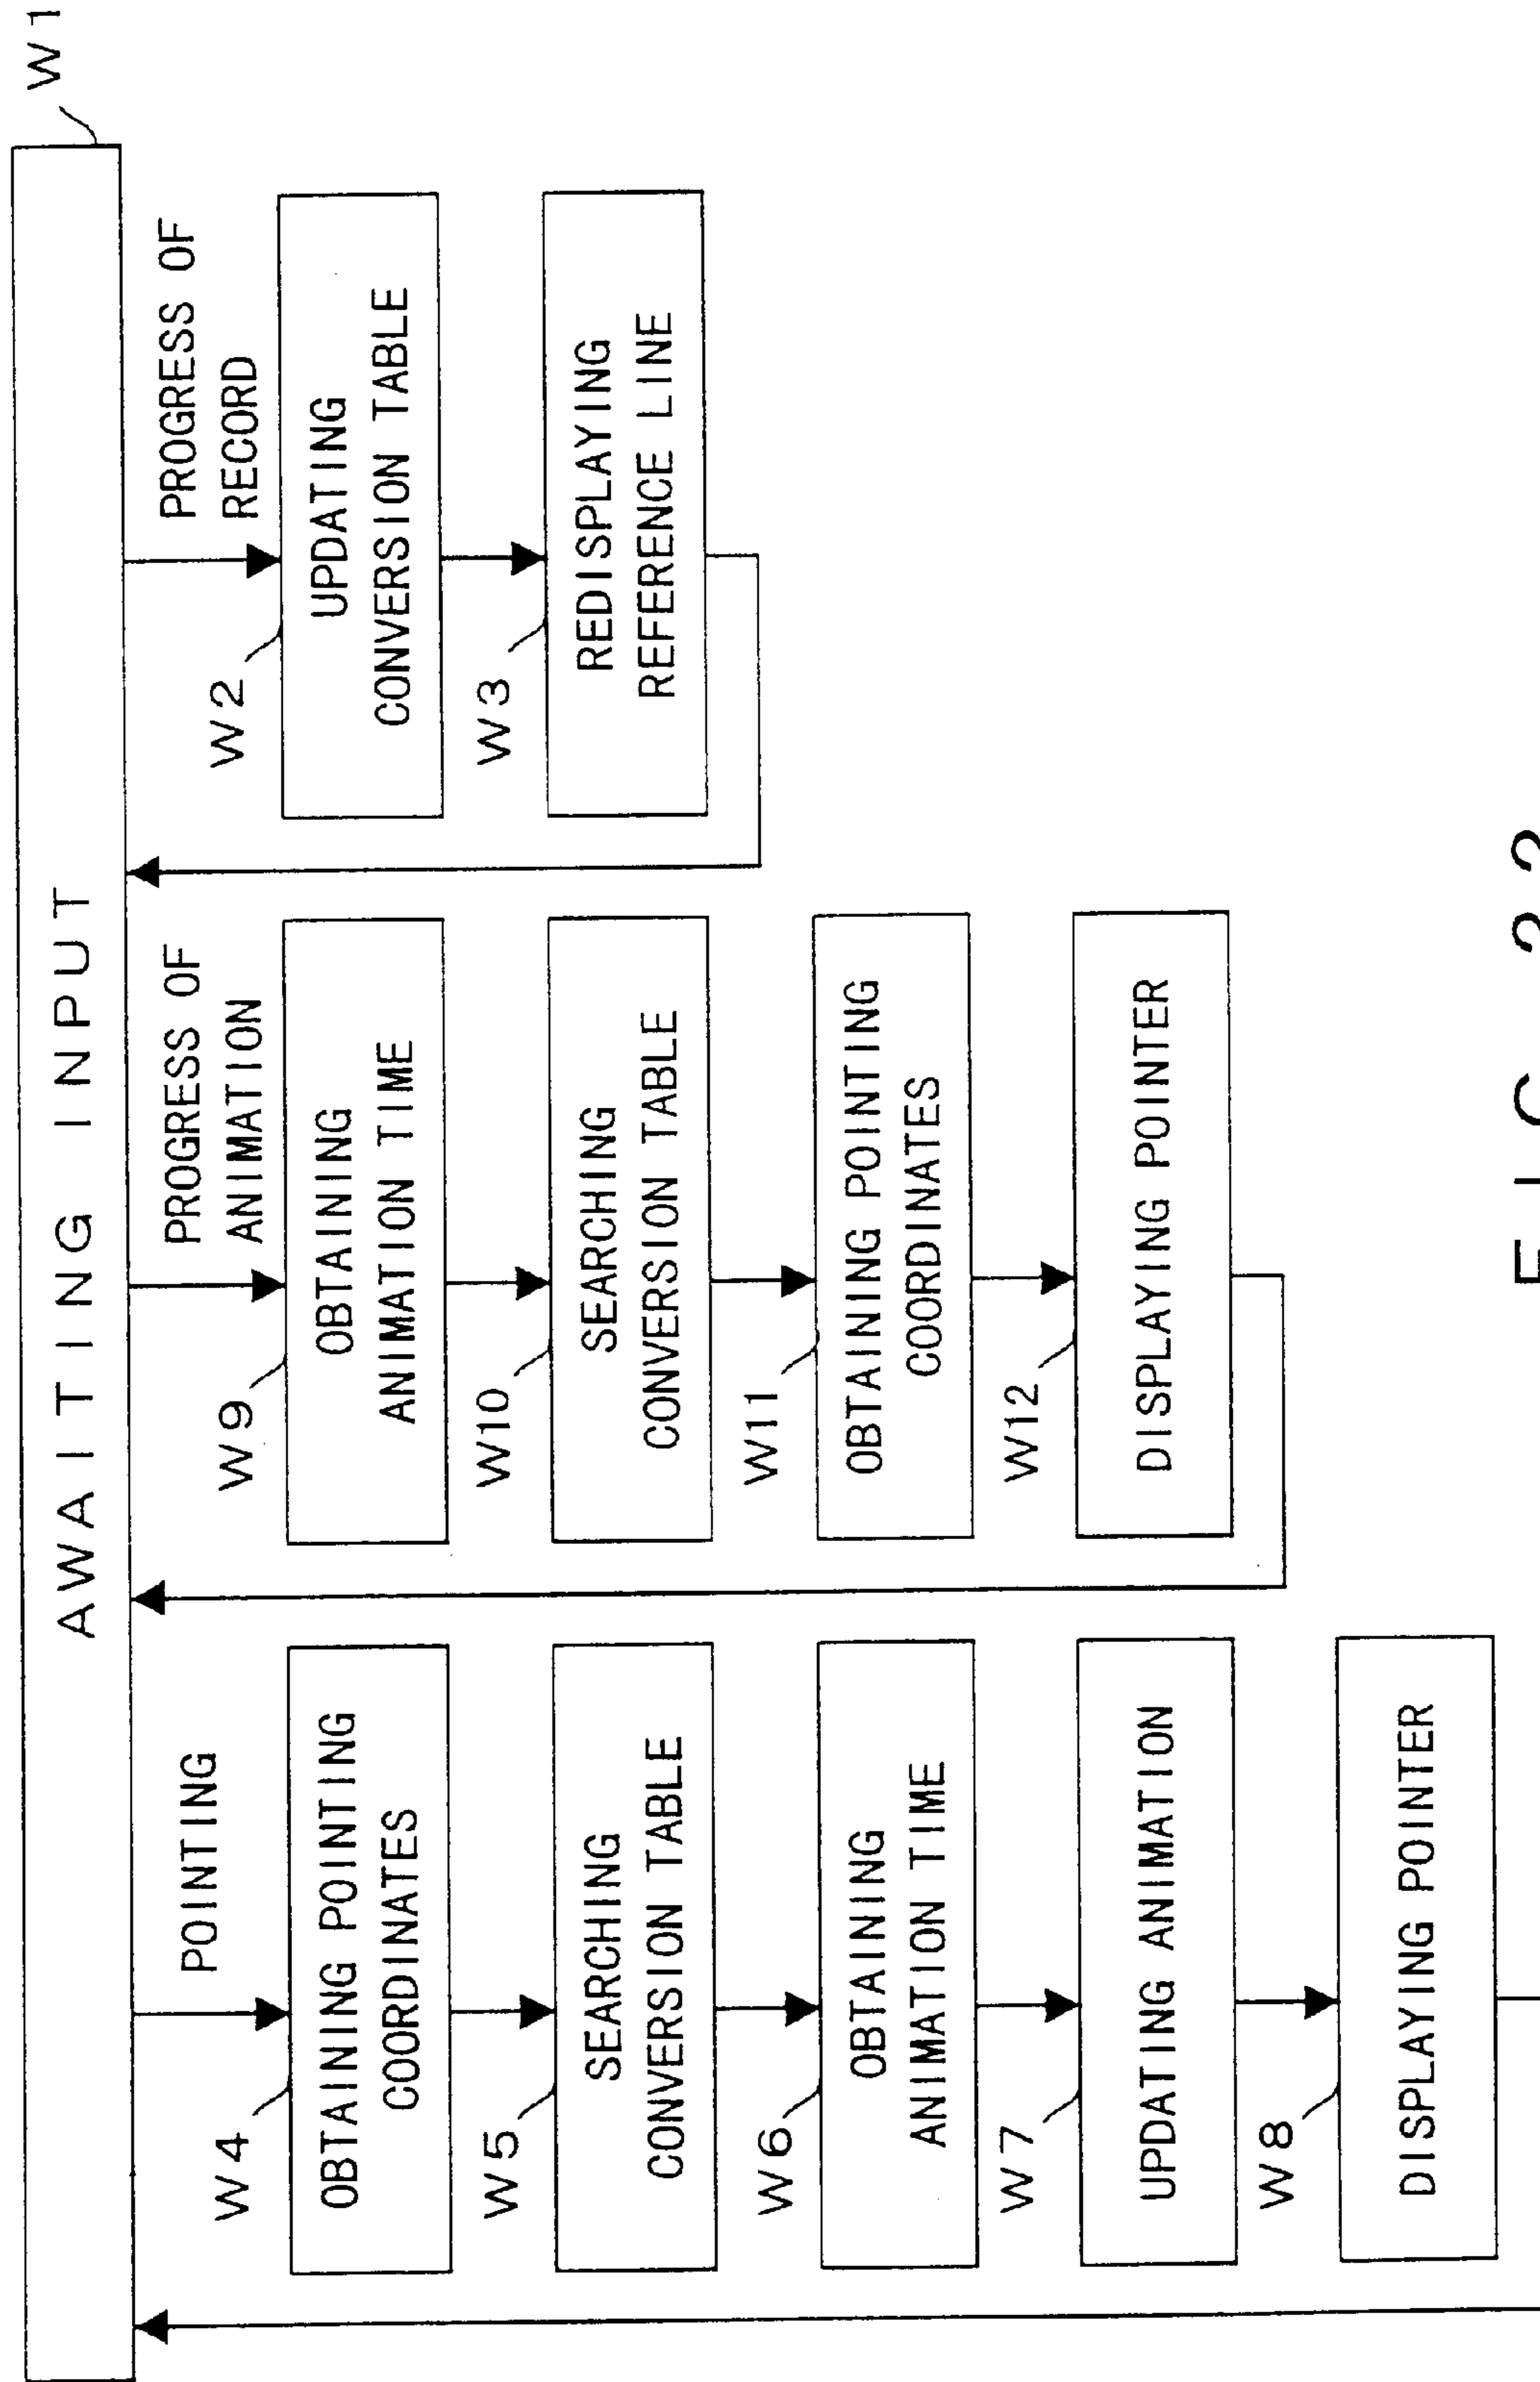 AWAITING INPUT
W1
POINTING
W4
OBTAINING POINTING
COORDINATES
W5
SEARCHING
CONVERSION TABLE
W6
OBTAINING
ANIMATION TIME
W7
UPDATING ANIMATION
W8
DISPLAYING POINTER
PROGRESS OF
ANIMATION
W9
OBTAINING
ANIMATION TIME
W10
SEARCHING
CONVERSION TABLE
W11
OBTAINING POINTING
COORDINATES
W12
DISPLAYING POINTER
PROGRESS OF
RECORD
W2
UPDATING
CONVERSION TABLE
W3
REDISPLAYING
REFERENCE LINE